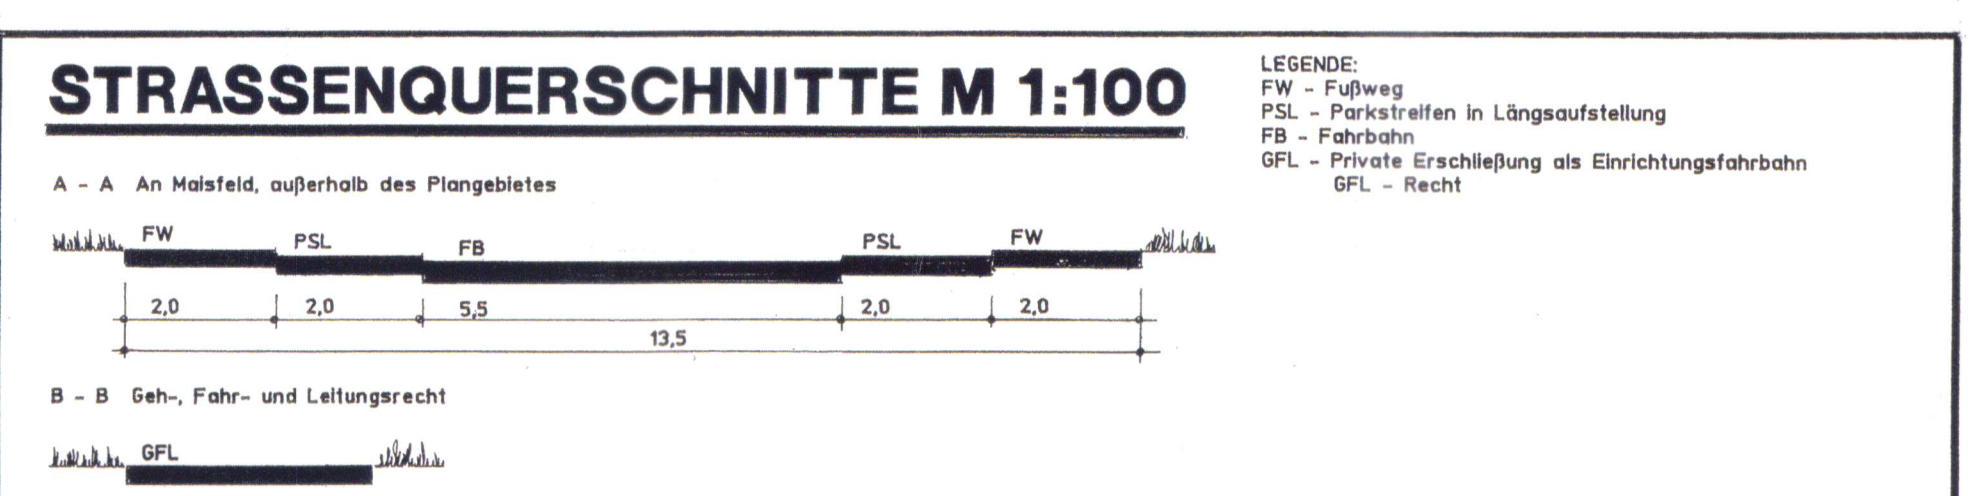 STRASSENQUERSCHNITTE M 1:100
LEGENDE:
FW - Fußweg
PSL - Parkstreifen in Längsaufstellung
FB - Fahrbahn
GFL - Private Erschließung als Einrichtungsfahrbahn
GFL - Recht
A - A An Maisfeld, außerhalb des Plangebietes
FW PSL FB PSL FW
2,0 2,0 5,5 2,0 2,0
13,5
B - B Geh-, Fahr- und Leitungsrecht
GFL